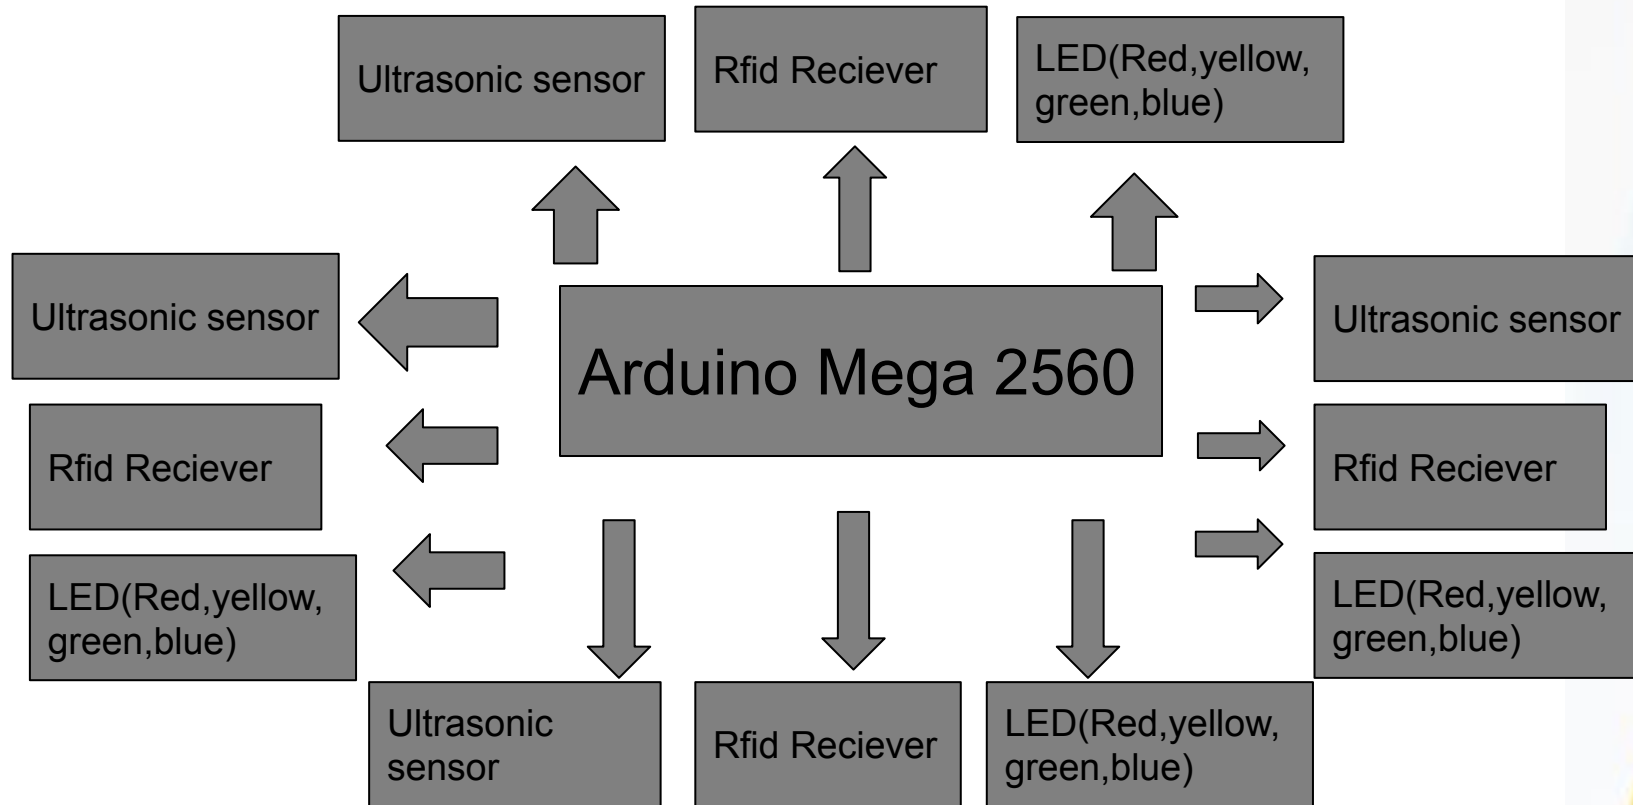 Ultrasonic sensor
Rfid Reciever
LED(Red,yellow,
green,blue)
Ultrasonic sensor
Arduino Mega 2560
Ultrasonic sensor
Rfid Reciever
Rfid Reciever
LED(Red,yellow,
green,blue)
LED(Red,yellow,
green,blue)
Ultrasonic
sensor
Rfid Reciever
LED(Red,yellow,
green,blue)